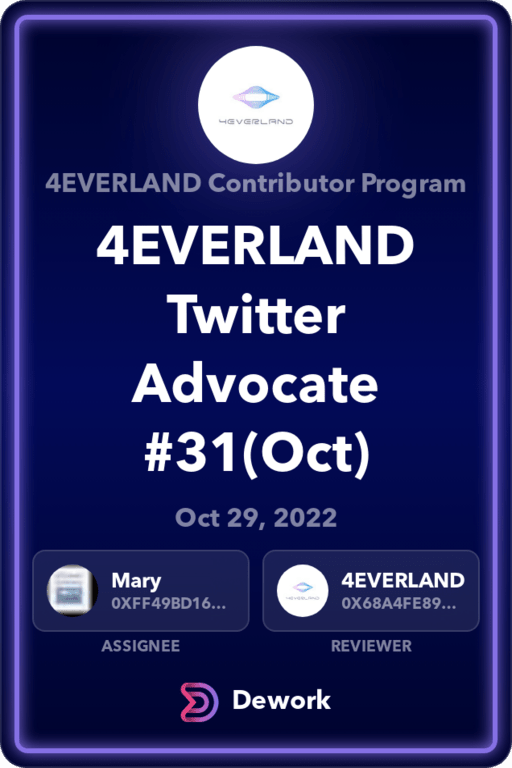 4EVERLAND
4EVERLAND Contributor Program
4EVERLAND
Twitter
Advocate
#31(Oct)
Oct 29, 2022
Mary
0XFF49BD16...
4EVERLAND
0X68A4FE89...
ASSIGNEE
REVIEWER
Dework